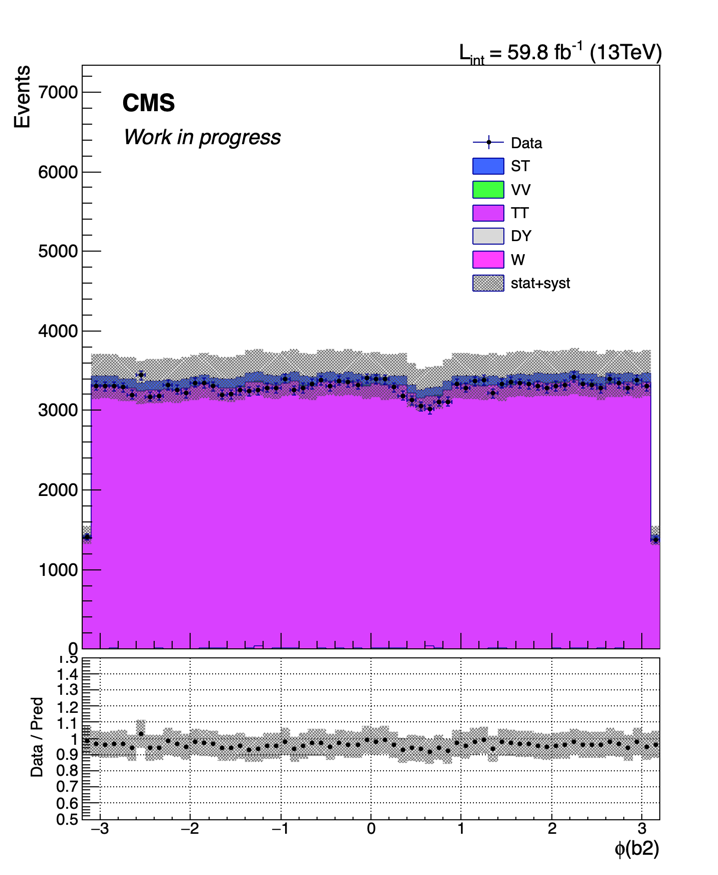 L_int = 59.8 fb⁻¹ (13TeV)
Events
7000
6000
5000
4000
3000
2000
1000
0
CMS
Work in progress
Data
ST
VV
TT
DY
W
stat+syst
Data / Pred
1.5
1.4
1.3
1.2
1.1
1
0.9
0.8
0.7
0.6
0.5
−3 −2 −1 0 1 2 3
ϕ(b2)